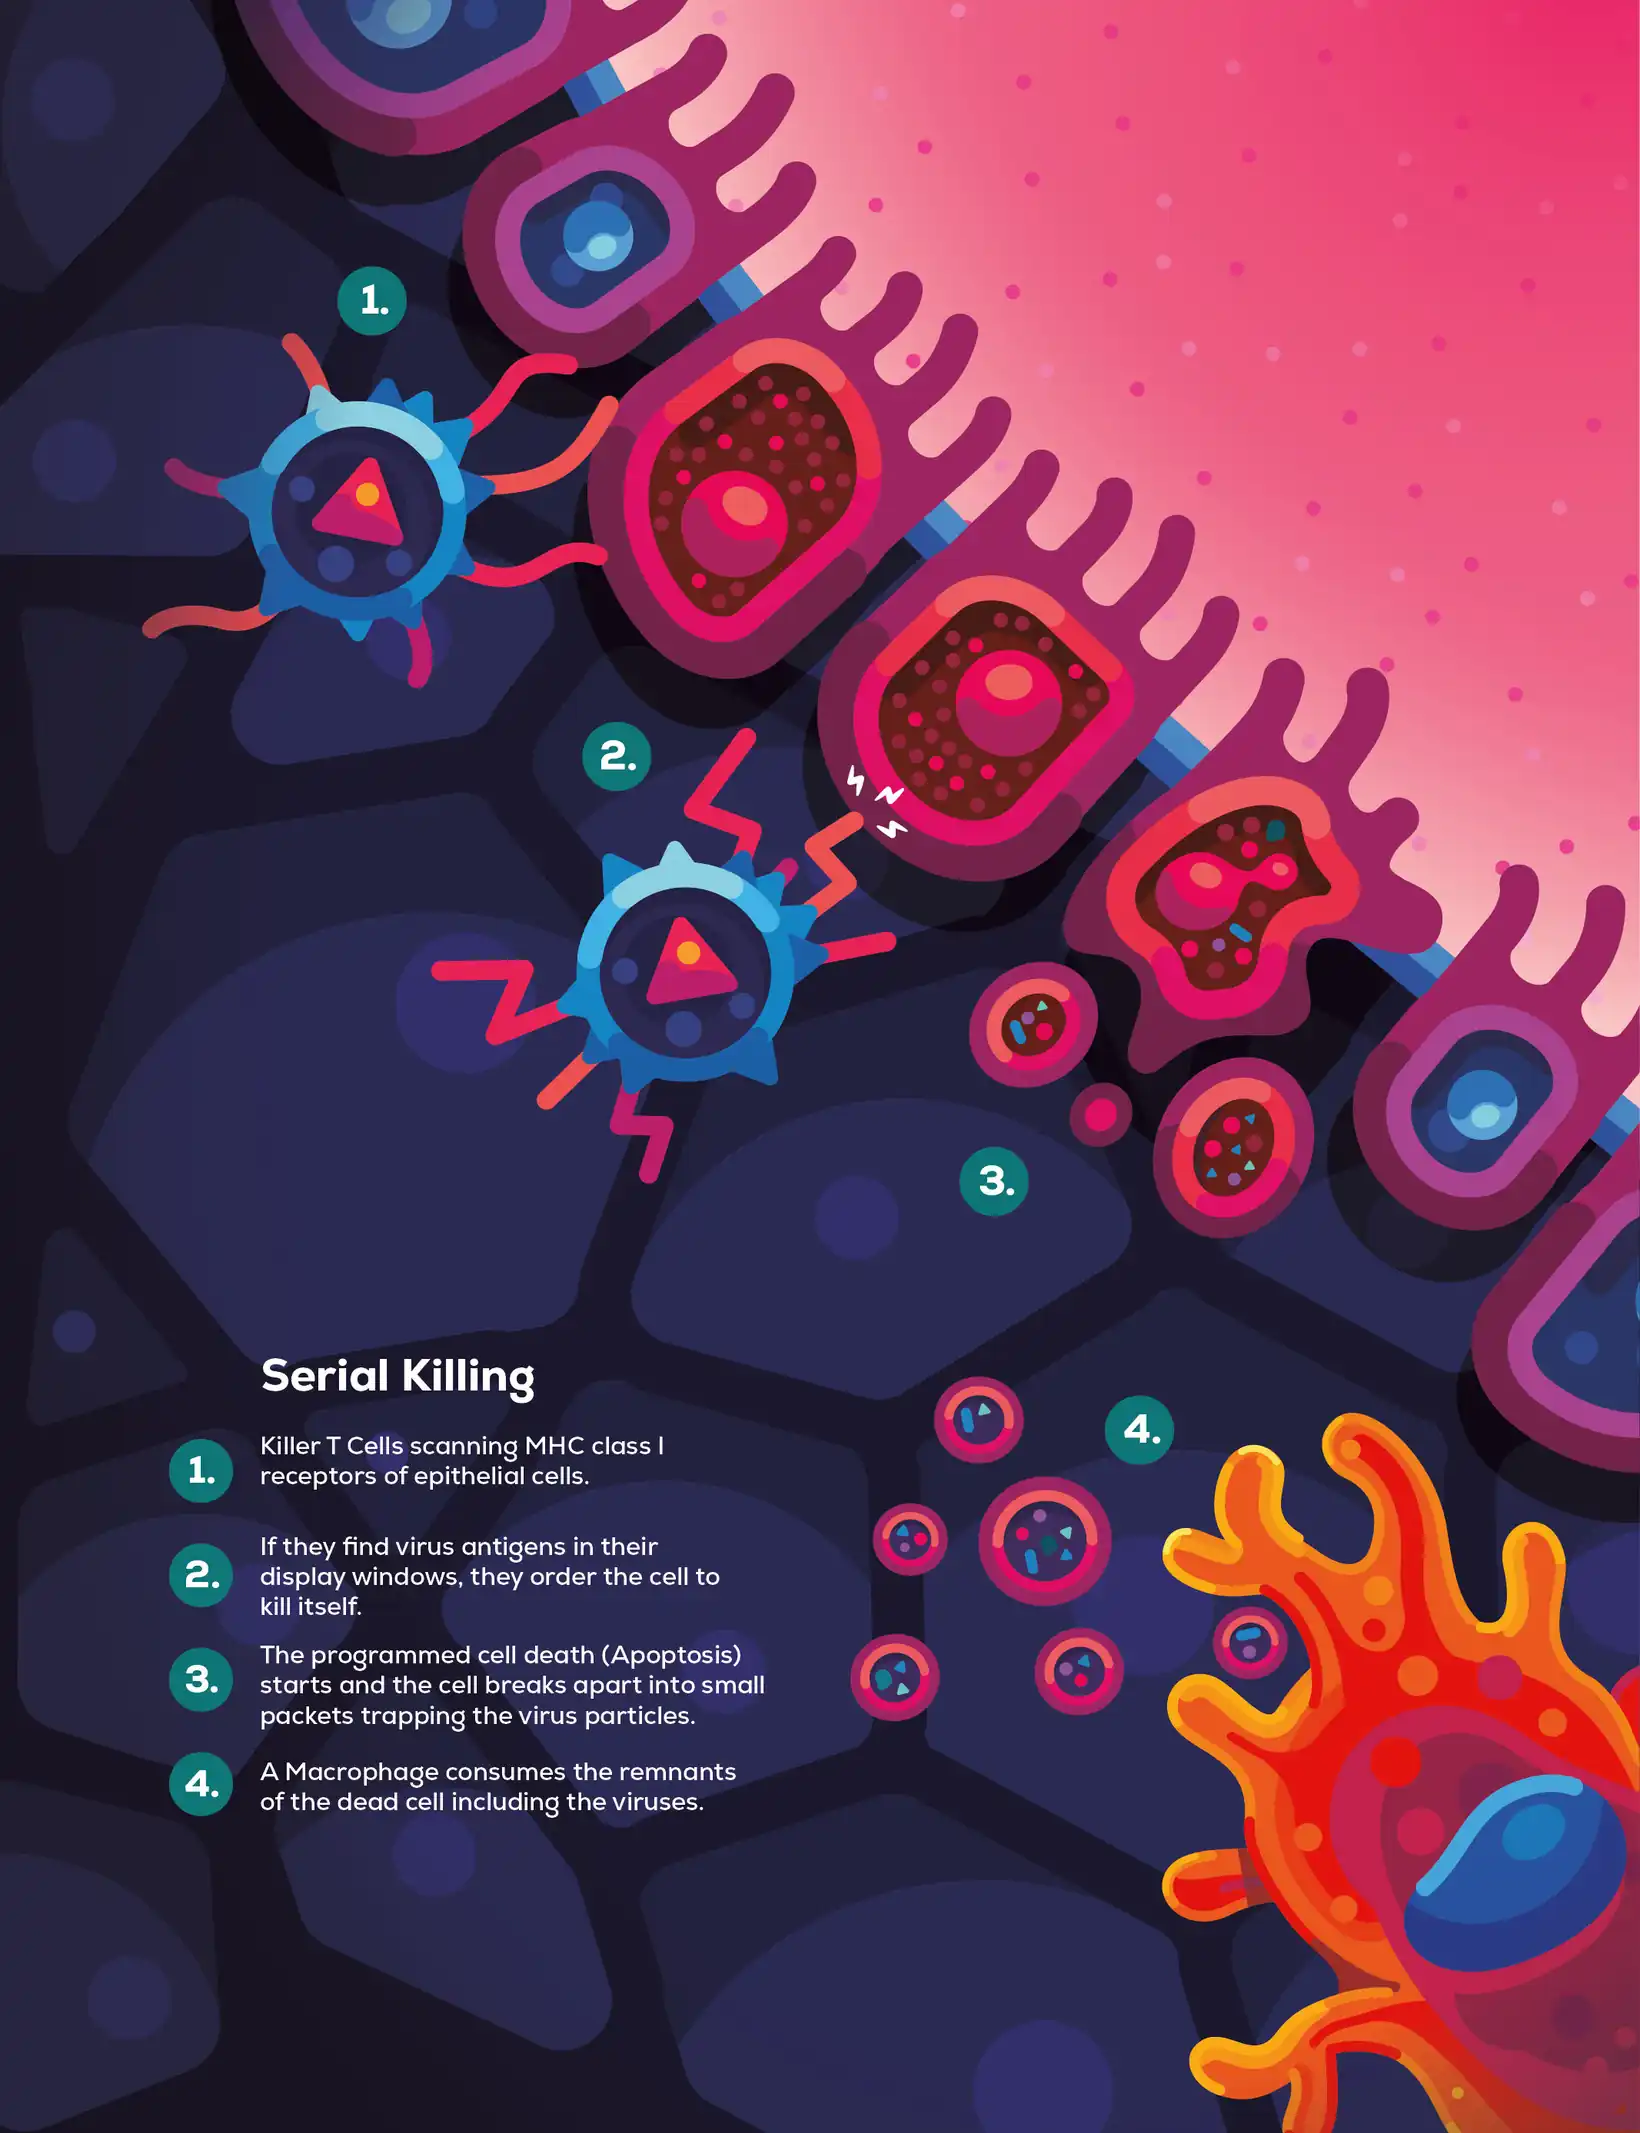 1.
2.
3.
4.
Serial Killing
1.
Killer T Cells scanning MHC class I
receptors of epithelial cells.
2.
If they find virus antigens in their
display windows, they order the cell to
kill itself.
3.
The programmed cell death (Apoptosis)
starts and the cell breaks apart into small
packets trapping the virus particles.
4.
A Macrophage consumes the remnants
of the dead cell including the viruses.